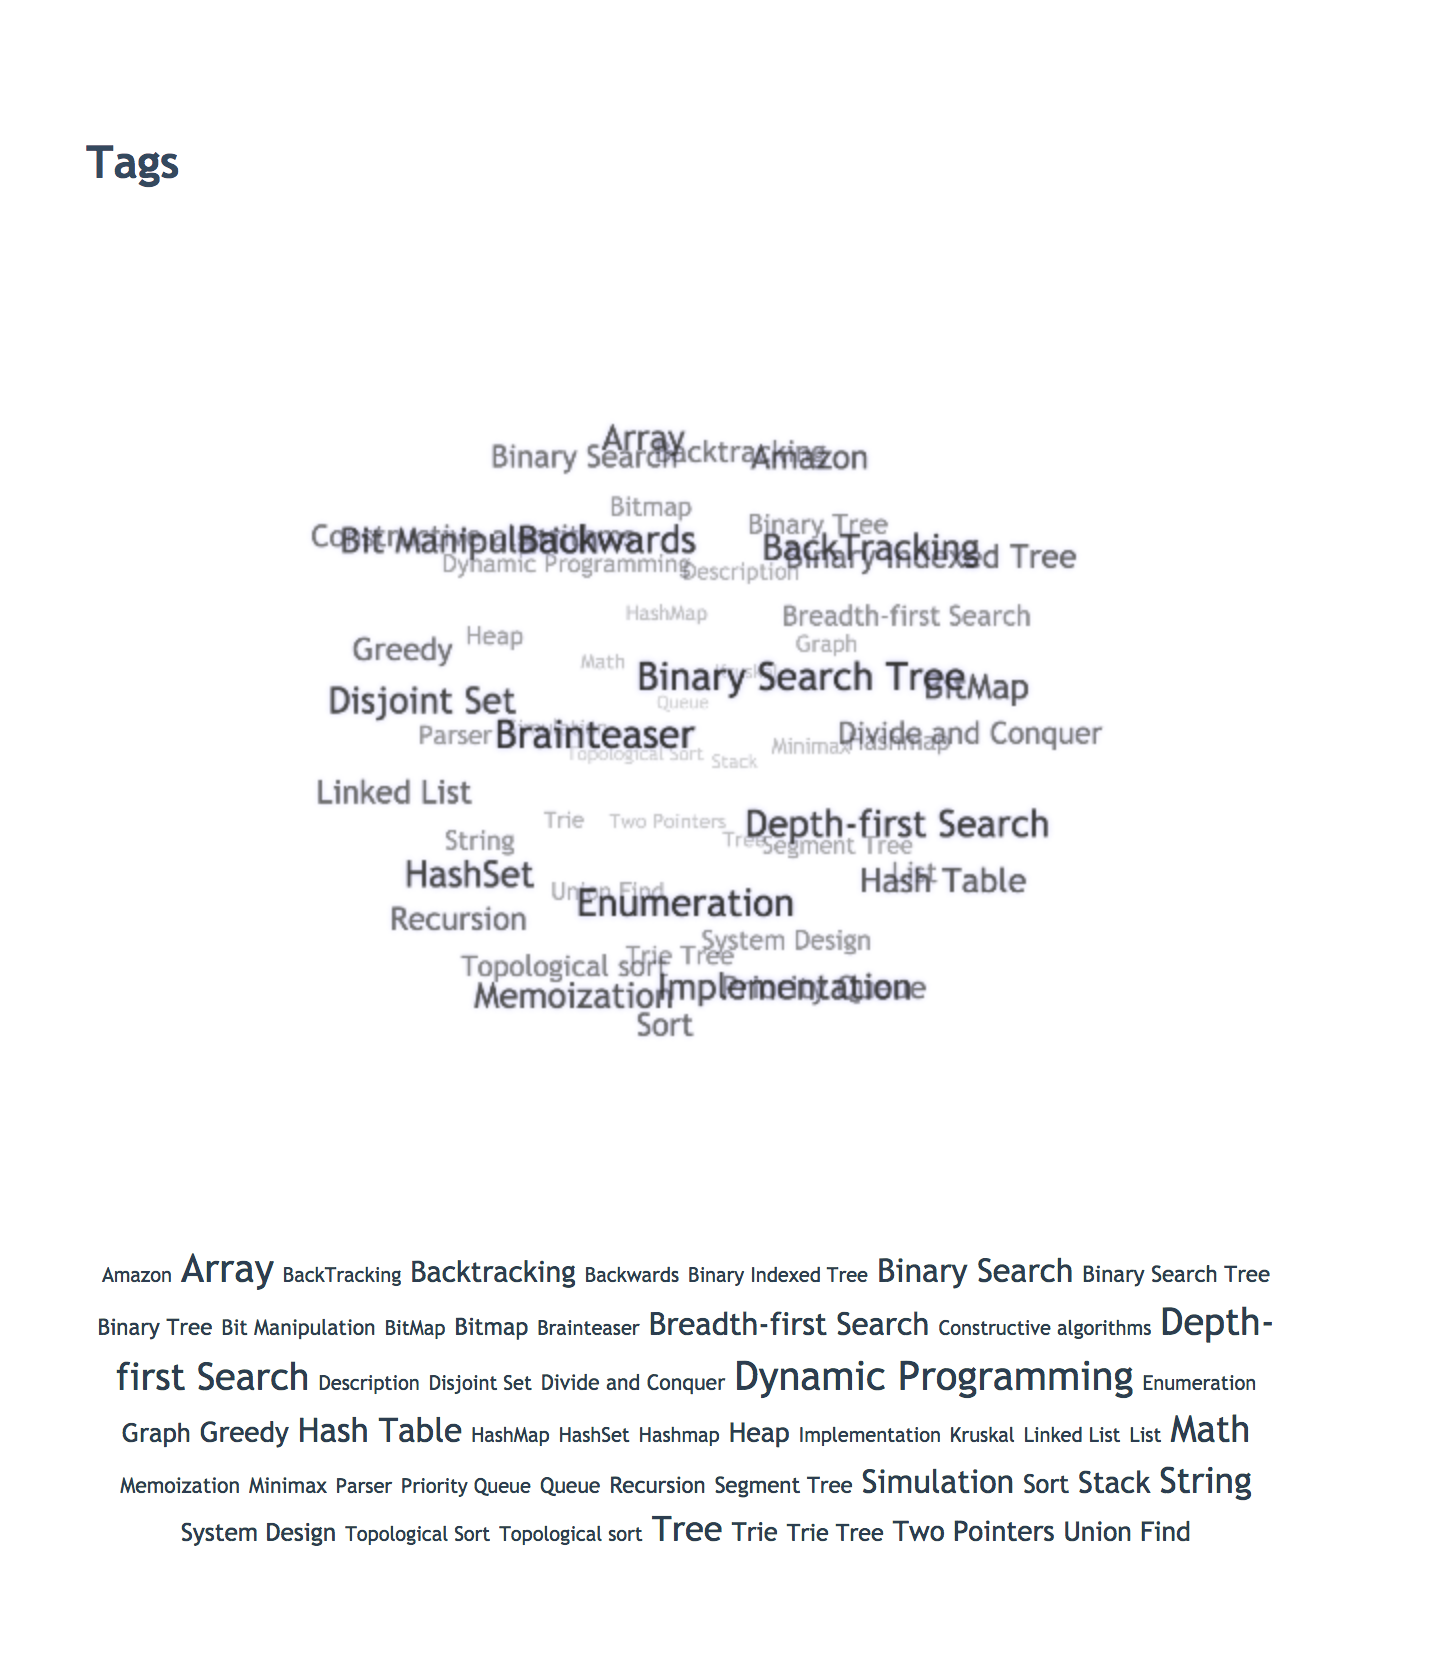 Tags
Array
Binary Search
Backtracking
Amazon
Bitmap
Binary Tree
Constructive algorithms
Bit Manipulation
Backwards
BackTracking
Binary Indexed Tree
Dynamic Programming
Description
HashMap
Breadth-first Search
Heap
Graph
Greedy
Math
Kruskal
Binary Search Tree
BitMap
Disjoint Set
Queue
Simulation
Parser
Brainteaser
Divide and Conquer
Hashmap
Minimax
Topological Sort
Stack
Linked List
Trie
Two Pointers
Depth-first Search
String
Tree
Segment Tree
HashSet
List
Hash Table
Union Find
Enumeration
Recursion
System Design
Trie Tree
Topological sort
Implementation
Priority Queue
Memoization
Sort
Amazon Array BackTracking Backtracking Backwards Binary Indexed Tree Binary Search Binary Search Tree
Binary Tree Bit Manipulation BitMap Bitmap Brainteaser Breadth-first Search Constructive algorithms Depth-
first Search Description Disjoint Set Divide and Conquer Dynamic Programming Enumeration
Graph Greedy Hash Table HashMap HashSet Hashmap Heap Implementation Kruskal Linked List List Math
Memoization Minimax Parser Priority Queue Queue Recursion Segment Tree Simulation Sort Stack String
System Design Topological Sort Topological sort Tree Trie Trie Tree Two Pointers Union Find